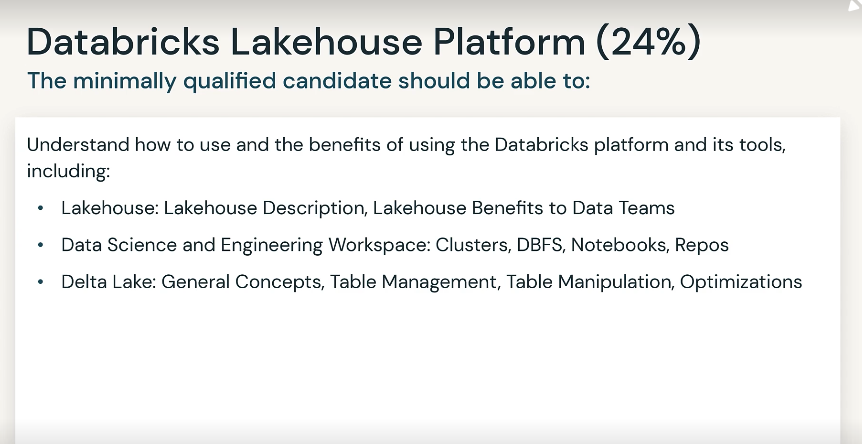 Databricks Lakehouse Platform (24%)
The minimally qualified candidate should be able to:
Understand how to use and the benefits of using the Databricks platform and its tools,
including:
• Lakehouse: Lakehouse Description, Lakehouse Benefits to Data Teams
• Data Science and Engineering Workspace: Clusters, DBFS, Notebooks, Repos
• Delta Lake: General Concepts, Table Management, Table Manipulation, Optimizations